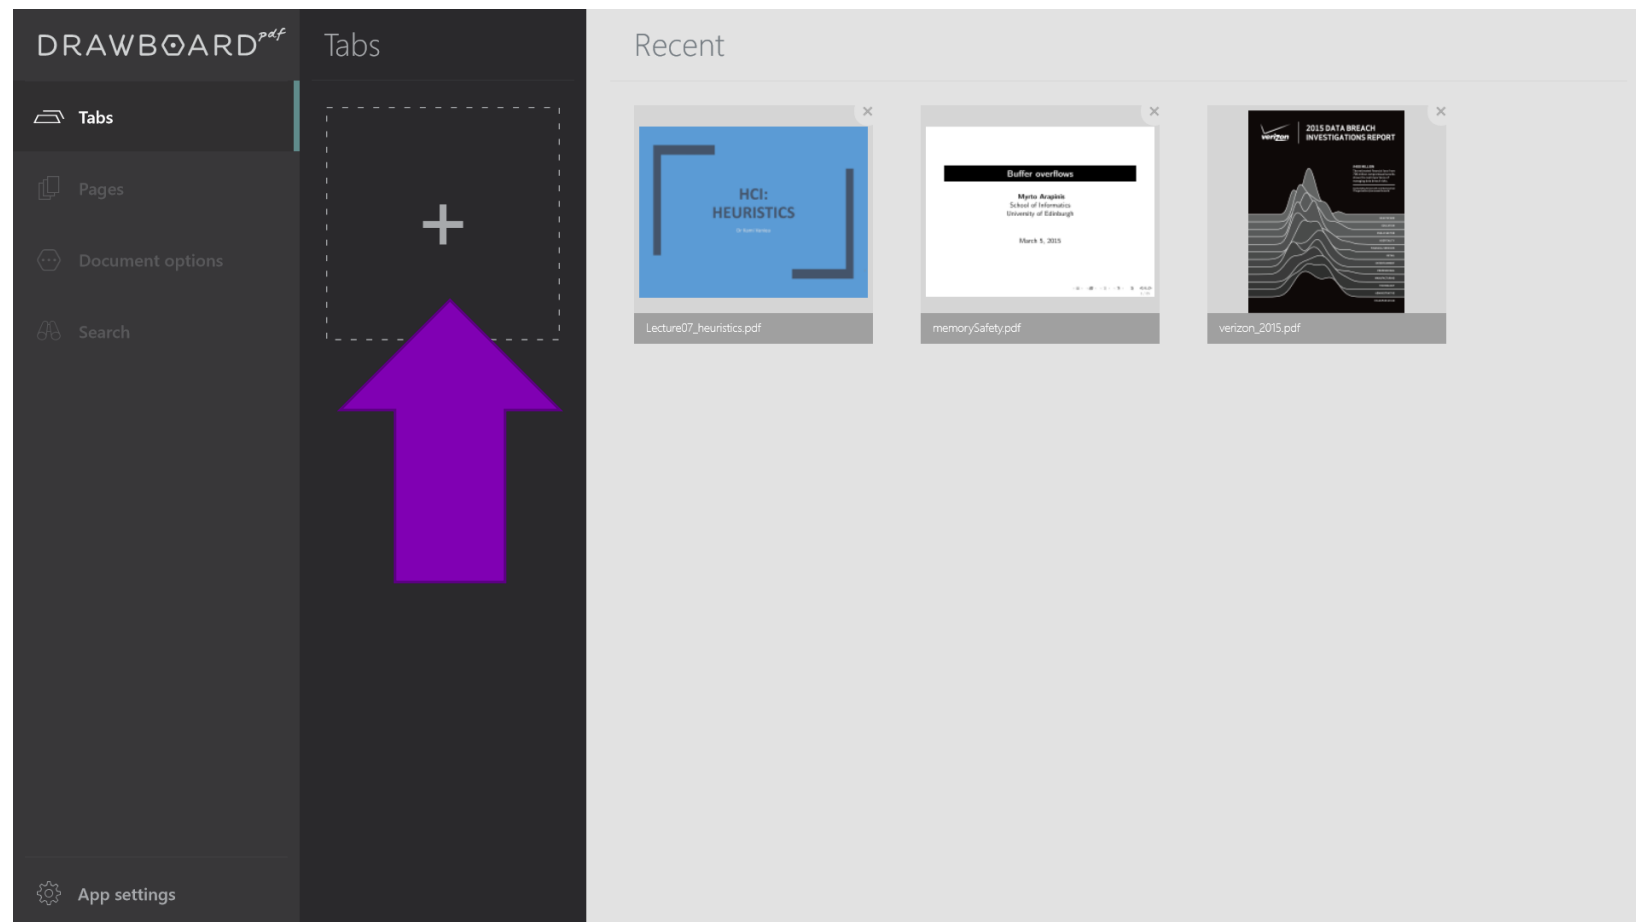 DRAWBOARD pdf
Tabs
Pages
Document options
Search
App settings
Tabs
Recent
HCI:
HEURISTICS
Lecture07_heuristics.pdf
Buffer overflows
Myrto Arapinis
School of Informatics
University of Edinburgh
March 5, 2015
memorySafety.pdf
verizon
2015 DATA BREACH
INVESTIGATIONS REPORT
verizon_2015.pdf